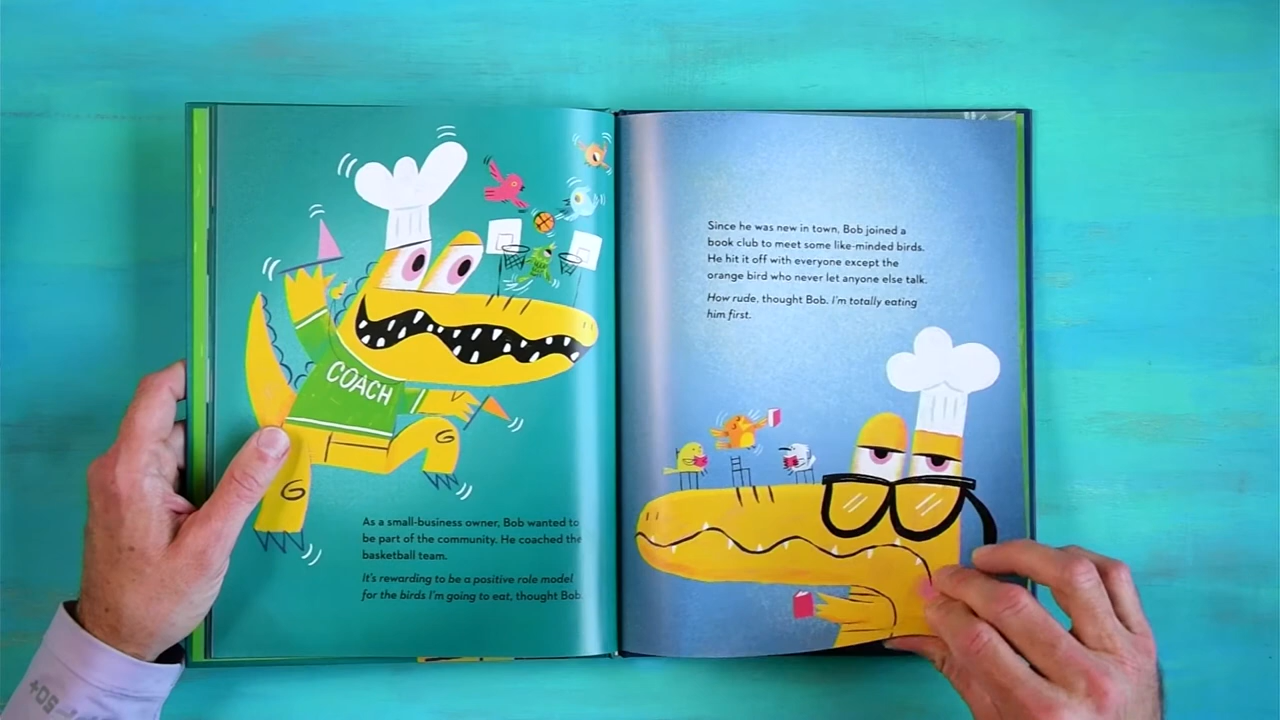 COACH
As a small-business owner, Bob wanted to
be part of the community. He coached the
basketball team.
It's rewarding to be a positive role model
for the birds I'm going to eat, thought Bob.
Since he was new in town, Bob joined a
book club to meet some like-minded birds.
He hit it off with everyone except the
orange bird who never let anyone else talk.
How rude, thought Bob. I'm totally eating
him first.